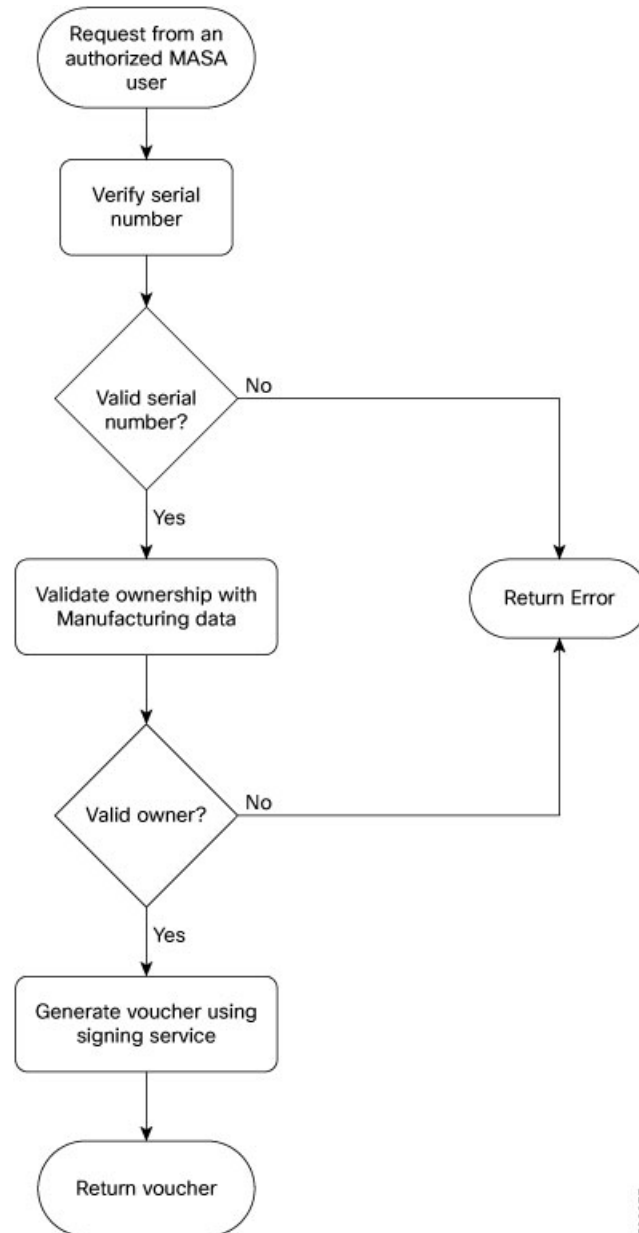 Request from an
authorized MASA
user
Verify serial
number
Valid serial
number?
No
Yes
Validate ownership with
Manufacturing data
Return Error
Valid owner?
No
Yes
Generate voucher using
signing service
Return voucher